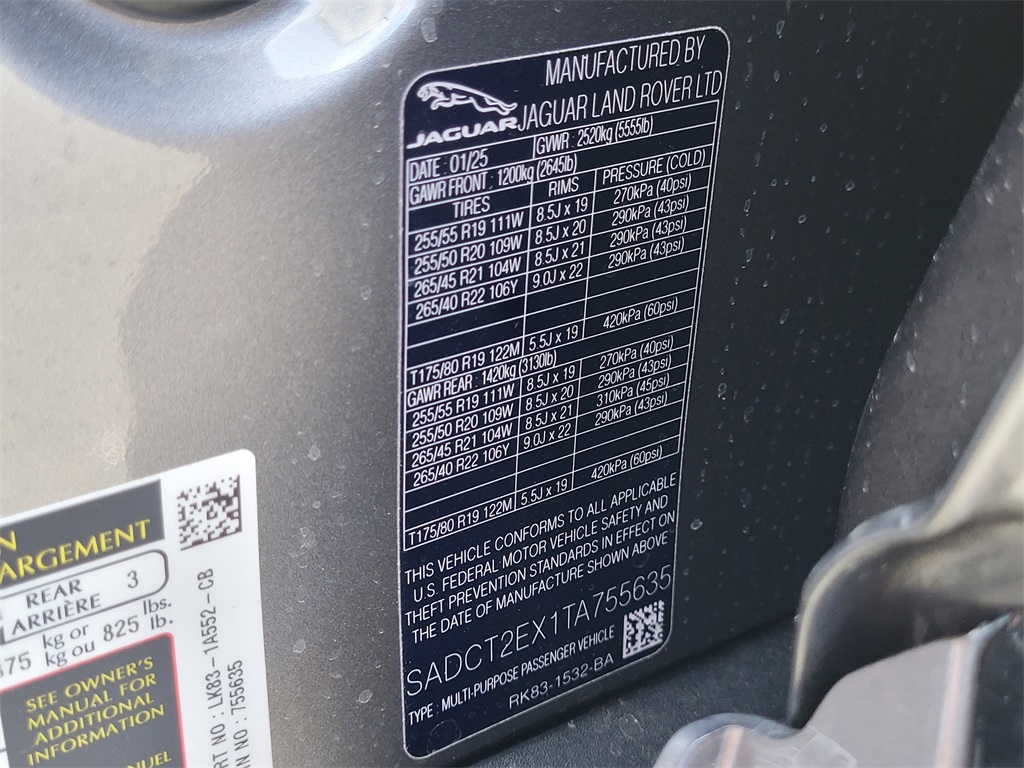 MANUFACTURED BY
JAGUAR JAGUAR LAND ROVER LTD
DATE : 01/25 GVWR : 2520kg (5555lb)
GAWR FRONT : 1200kg (2645lb)
TIRES RIMS PRESSURE (COLD)
255/55 R19 111W 8.5J x 19 270kPa (40psi)
255/50 R20 109W 8.5J x 20 290kPa (43psi)
265/45 R21 104W 8.5J x 21 290kPa (43psi)
265/40 R22 106Y 9.0J x 22 290kPa (43psi)
T175/80 R19 122M 5.5J x 19 420kPa (60psi)
GAWR REAR : 1420kg (3130lb)
255/55 R19 111W 8.5J x 19 270kPa (40psi)
255/50 R20 109W 8.5J x 20 290kPa (43psi)
265/45 R21 104W 8.5J x 21 310kPa (45psi)
265/40 R22 106Y 9.0J x 22 290kPa (43psi)
T175/80 R19 122M 5.5J x 19 420kPa (60psi)
THIS VEHICLE CONFORMS TO ALL APPLICABLE
U.S. FEDERAL MOTOR VEHICLE SAFETY AND
THEFT PREVENTION STANDARDS IN EFFECT ON
THE DATE OF MANUFACTURE SHOWN ABOVE
SADCT2EX1TA755635
TYPE : MULTI-PURPOSE PASSENGER VEHICLE
RK83-1532-BA
REAR 3
ARRIÈRE
kg or 825 lbs.
kg ou lb.
SEE OWNER'S
MANUAL FOR
ADDITIONAL
INFORMATION
NO : LK83-1A552-CB
NO : 755635